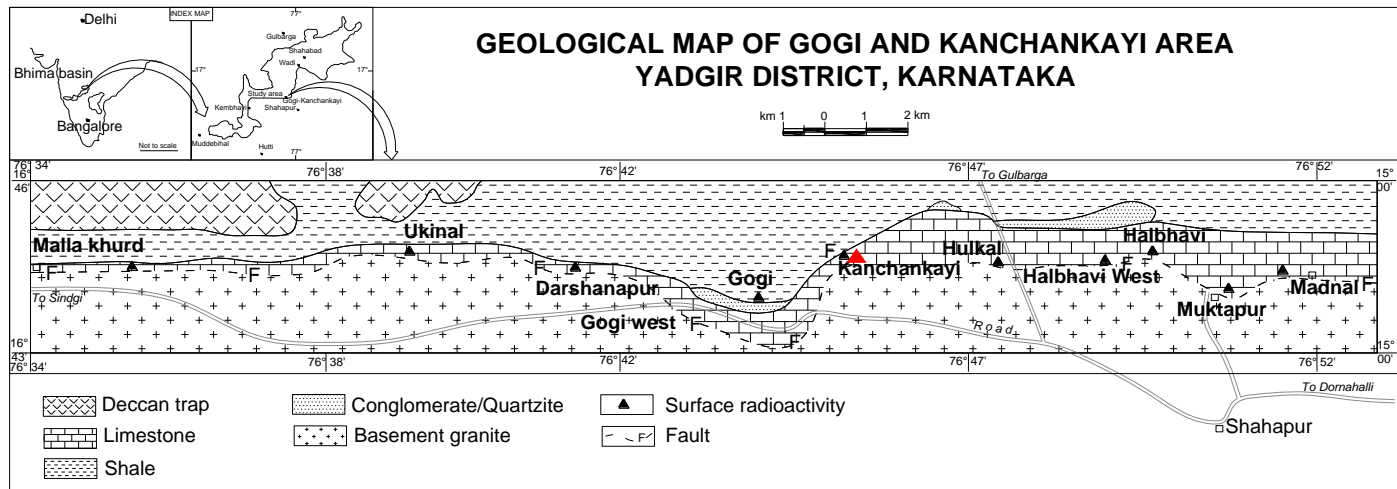 INDEX MAP
Delhi
Bhima basin
Bangalore
Not to scale
77°
Gulbarga
Shahabad
Wadi
17°
17°
Study area
Gogi-Kanchankayi
Kembhavi
Shahapur
Muddebihal
Hutti
77°
GEOLOGICAL MAP OF GOGI AND KANCHANKAYI AREA
YADGIR DISTRICT, KARNATAKA
km 1 0 1 2 km
76° 34'
76° 38'
76° 42'
76° 47'
76° 52'
16° 46'
15° 00'
To Gulbarga
Malla khurd
Ukinal
Halbhavi
F
F
F
F
F
F
Gogi
Kanchankayi
Hulkal
Halbhavi West
Darshanapur
Madnal
Muktapur
To Sindgi
Gogi west
F
F
Road
16° 43'
15° 00'
76° 34'
76° 38'
76° 42'
76° 47'
76° 52'
To Dornahalli
Shahapur
Deccan trap
Conglomerate/Quartzite
Surface radioactivity
Limestone
Basement granite
F
Fault
Shale